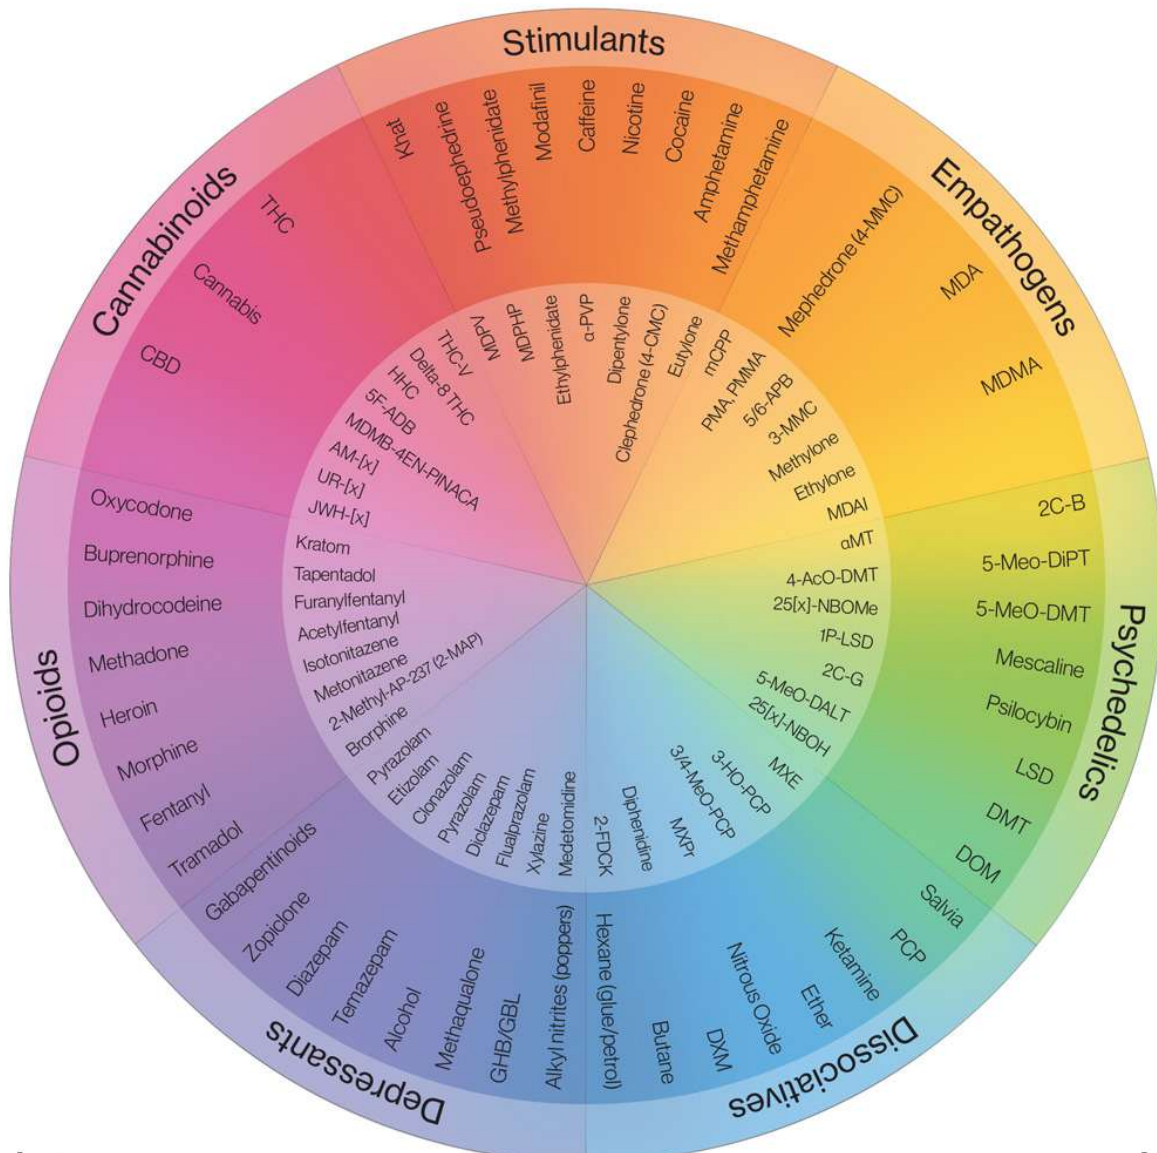 Stimulants
Khat
Pseudoephedrine
Methylphenidate
Modafinil
Caffeine
Nicotine
Cocaine
Amphetamine
Methamphetamine
MDPV
MDPHP
Ethylphenidate
α-PVP
Dipentylone
Clephedrone (4-CMC)
Eutylone
Empathogens
Mephedrone (4-MMC)
MDA
MDMA
mCPP
PMA, PMMA
5/6-APB
3-MMC
Methylone
Ethylone
MDAI
Psychedelics
2C-B
5-Meo-DiPT
5-MeO-DMT
Mescaline
Psilocybin
LSD
DMT
DOM
αMT
4-AcO-DMT
25[x]-NBOMe
1P-LSD
2C-G
5-MeO-DALT
25[x]-NBOH
Dissociatives
Salvia
PCP
Ketamine
Ether
Nitrous Oxide
DXM
Butane
Hexane (glue/petrol)
MXE
3-HO-PCP
3/4-MeO-PCP
MXPr
Diphenidine
2-FDCK
Depressants
Alkyl nitrites (poppers)
GHB/GBL
Methaqualone
Alcohol
Temazepam
Diazepam
Zopiclone
Gabapentinoids
Medetomidine
Xylazine
Flualprazolam
Diclazepam
Pyrazolam
Clonazolam
Etizolam
Pyrazolam
Opioids
Tramadol
Fentanyl
Morphine
Heroin
Methadone
Dihydrocodeine
Buprenorphine
Oxycodone
Brorphine
2-Methyl-AP-237 (2-MAP)
Metonitazene
Isotonitazene
Acetylfentanyl
Furanylfentanyl
Tapentadol
Kratom
Cannabinoids
CBD
Cannabis
THC
JWH-[x]
UR-[x]
AM-[x]
MDMB-4EN-PINACA
5F-ADB
HHC
Delta-8 THC
THC-V